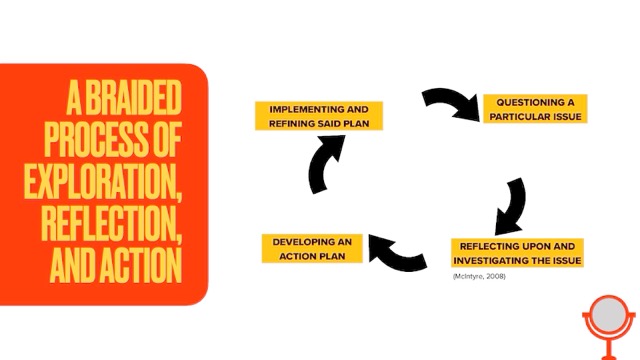 A BRAIDED
PROCESS OF
EXPLORATION,
REFLECTION,
AND ACTION
IMPLEMENTING AND
REFINING SAID PLAN
QUESTIONING A
PARTICULAR ISSUE
DEVELOPING AN
ACTION PLAN
REFLECTING UPON AND
INVESTIGATING THE ISSUE
(McIntyre, 2008)